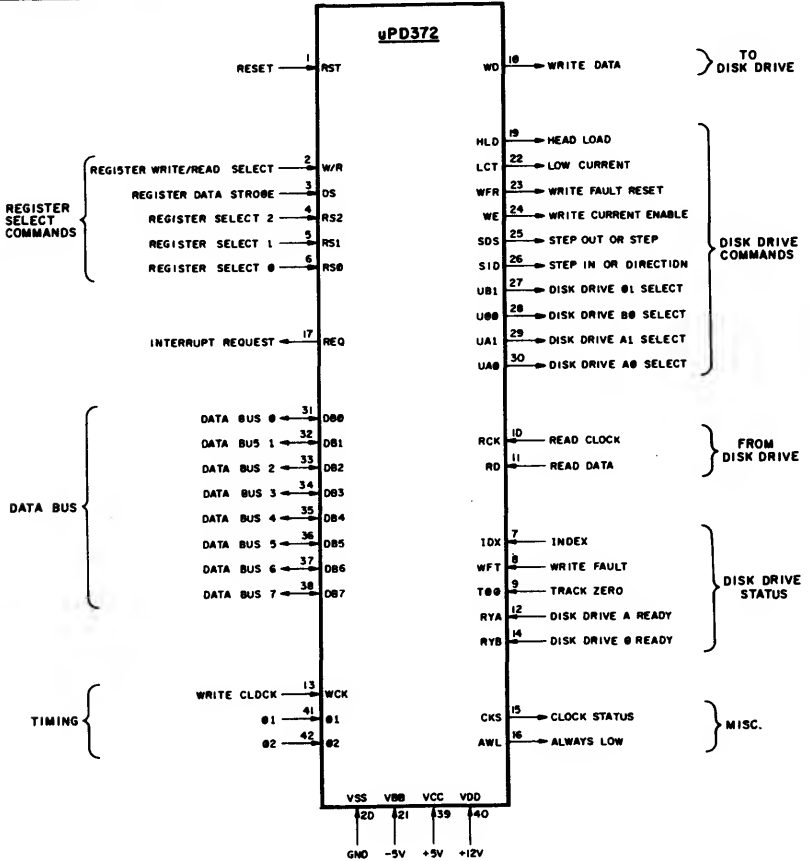 µPD372
RESET 1 RST
REGISTER SELECT COMMANDS
REGISTER WRITE/READ SELECT 2 W/R
REGISTER DATA STROBE 3 DS
REGISTER SELECT 2 4 RS2
REGISTER SELECT 1 5 RS1
REGISTER SELECT 0 6 RS0
INTERRUPT REQUEST 17 REQ
DATA BUS
DATA BUS 0 31 DB0
DATA BUS 1 32 DB1
DATA BUS 2 33 DB2
DATA BUS 3 34 DB3
DATA BUS 4 35 DB4
DATA BUS 5 36 DB5
DATA BUS 6 37 DB6
DATA BUS 7 38 DB7
TIMING
WRITE CLOCK 13 WCK
Ø1 41 Ø1
Ø2 42 Ø2
WD 18 WRITE DATA
TO DISK DRIVE
HLD 19 HEAD LOAD
LCT 22 LOW CURRENT
WFR 23 WRITE FAULT RESET
WE 24 WRITE CURRENT ENABLE
SDS 25 STEP OUT OR STEP
SID 26 STEP IN OR DIRECTION
UB1 27 DISK DRIVE 01 SELECT
U00 28 DISK DRIVE B0 SELECT
UA1 29 DISK DRIVE A1 SELECT
UA0 30 DISK DRIVE A0 SELECT
DISK DRIVE COMMANDS
RCK 10 READ CLOCK
RD 11 READ DATA
FROM DISK DRIVE
IDX 7 INDEX
WFT 8 WRITE FAULT
T00 9 TRACK ZERO
RYA 12 DISK DRIVE A READY
RYB 14 DISK DRIVE 0 READY
DISK DRIVE STATUS
CKS 15 CLOCK STATUS
AWL 16 ALWAYS LOW
MISC.
VSS VBB VCC VDD
20 21 39 40
GND -5V +5V +12V